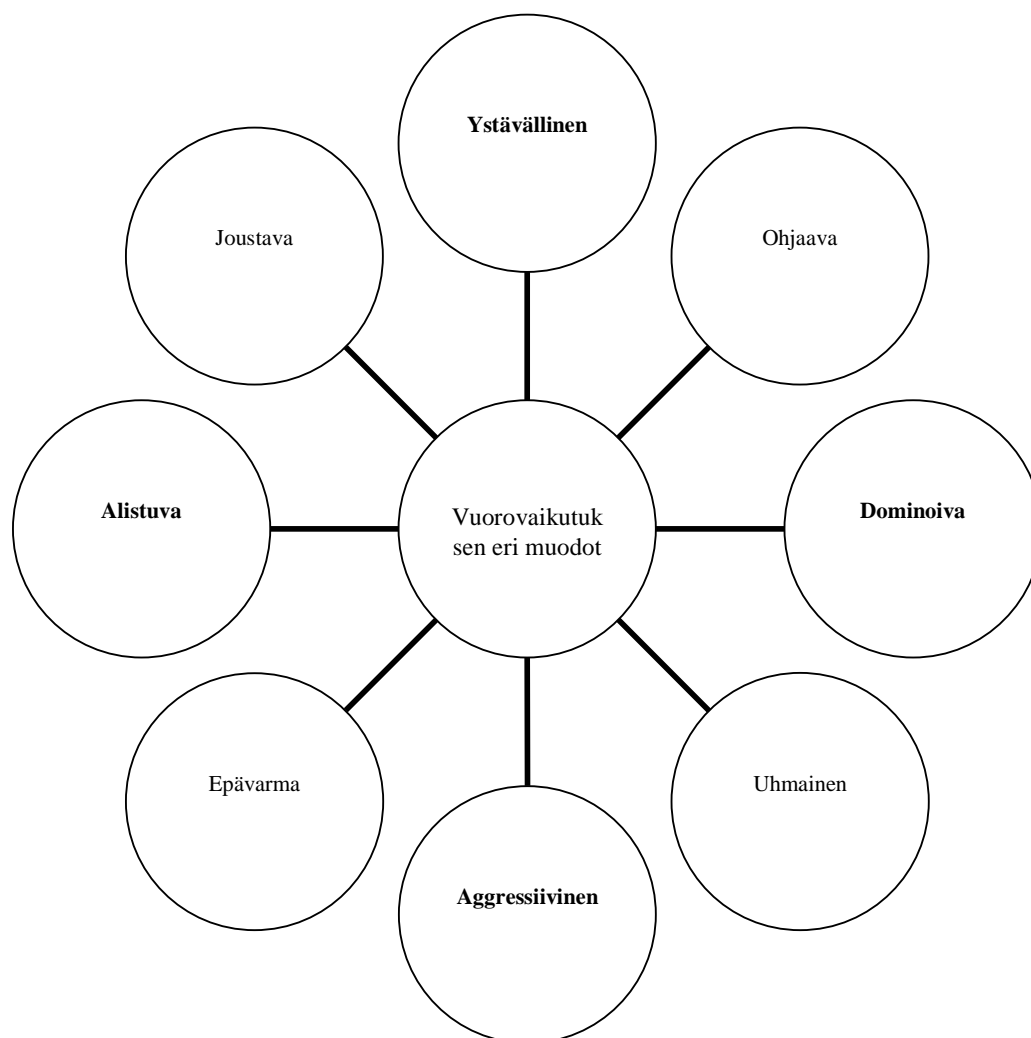 Ystävällinen
Joustava
Ohjaava
Alistuva
Vuorovaikutuk
sen eri muodot
Dominoiva
Epävarma
Uhmainen
Aggressiivinen